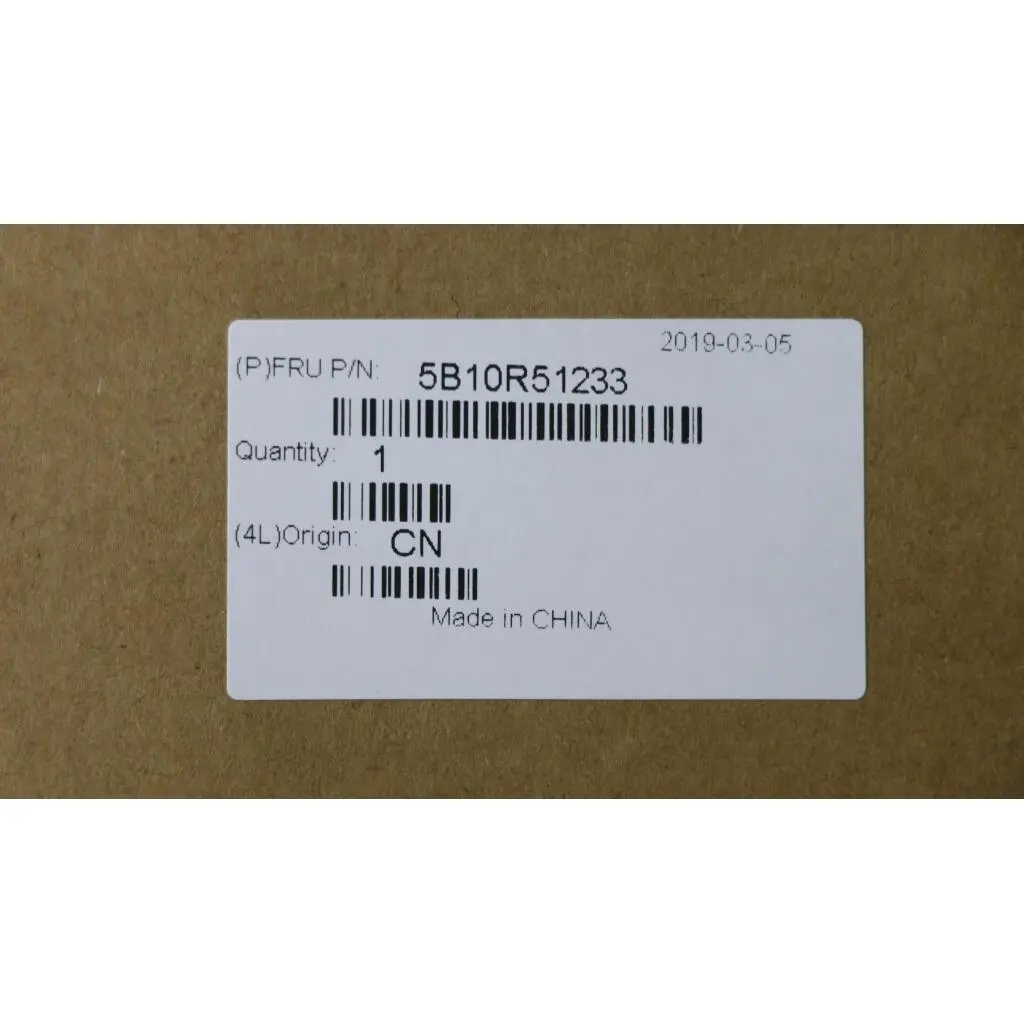 2019-03-05
(P)FRU P/N: 5B10R51233
Quantity: 1
(4L)Origin: CN
Made in CHINA